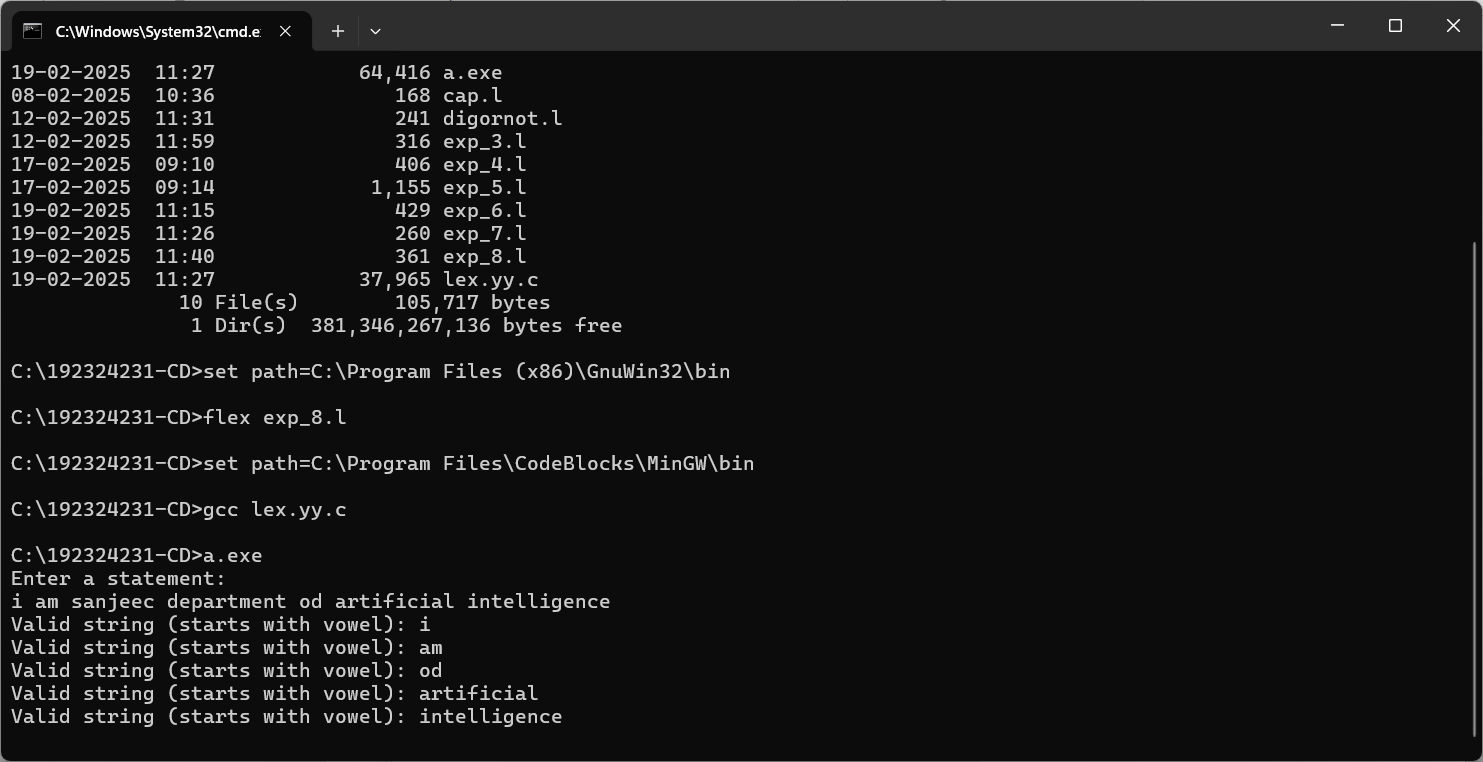 C:\Windows\System32\cmd.e
19-02-2025  11:27            64,416 a.exe
08-02-2025  10:36               168 cap.l
12-02-2025  11:31               241 digornot.l
12-02-2025  11:59               316 exp_3.l
17-02-2025  09:10               406 exp_4.l
17-02-2025  09:14             1,155 exp_5.l
19-02-2025  11:15               429 exp_6.l
19-02-2025  11:26               260 exp_7.l
19-02-2025  11:40               361 exp_8.l
19-02-2025  11:27            37,965 lex.yy.c
              10 File(s)        105,717 bytes
               1 Dir(s)  381,346,267,136 bytes free
C:\192324231-CD>set path=C:\Program Files (x86)\GnuWin32\bin
C:\192324231-CD>flex exp_8.l
C:\192324231-CD>set path=C:\Program Files\CodeBlocks\MinGW\bin
C:\192324231-CD>gcc lex.yy.c
C:\192324231-CD>a.exe
Enter a statement:
i am sanjeec department od artificial intelligence
Valid string (starts with vowel): i
Valid string (starts with vowel): am
Valid string (starts with vowel): od
Valid string (starts with vowel): artificial
Valid string (starts with vowel): intelligence